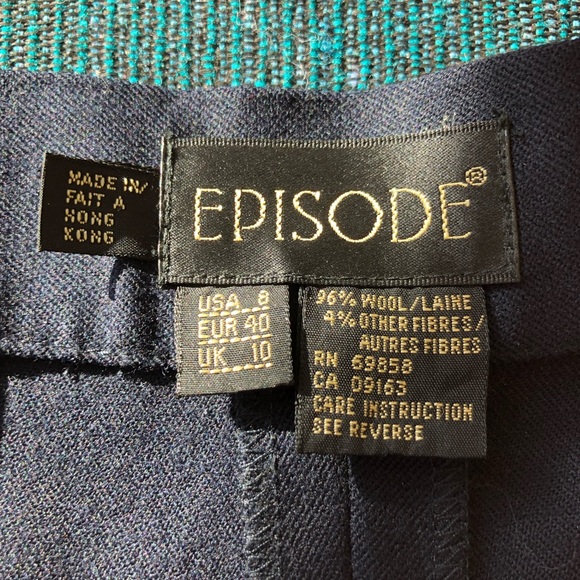 MADE IN/
FAIT A
HONG
KONG
EPISODE®
USA 8
EUR 40
UK 10
96% WOOL/LAINE
4% OTHER FIBRES/
AUTRES FIBRES
RN 69858
CA 09163
CARE INSTRUCTION
SEE REVERSE